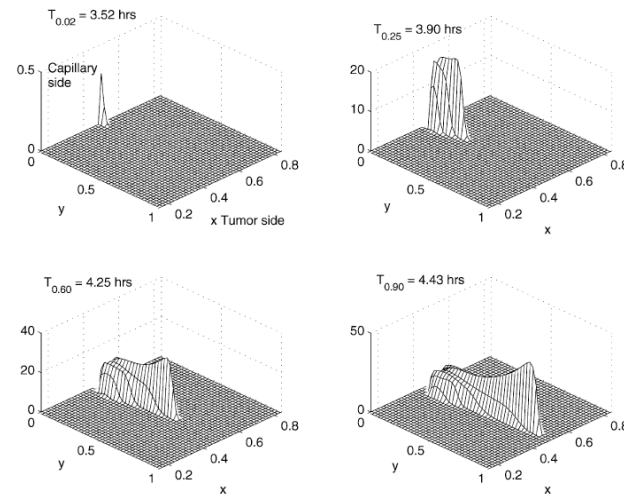 T0.02 = 3.52 hrs
Capillary
side
0.5
0
0
0.5
1
y
0.2
0.4
0.6
0.8
x Tumor side
T0.25 = 3.90 hrs
20
10
0
0
0.5
1
y
0.2
0.4
0.6
0.8
x
T0.60 = 4.25 hrs
40
20
0
0
0.5
1
y
0.2
0.4
0.6
0.8
x
T0.90 = 4.43 hrs
50
0
0
0.5
1
y
0.2
0.4
0.6
0.8
x